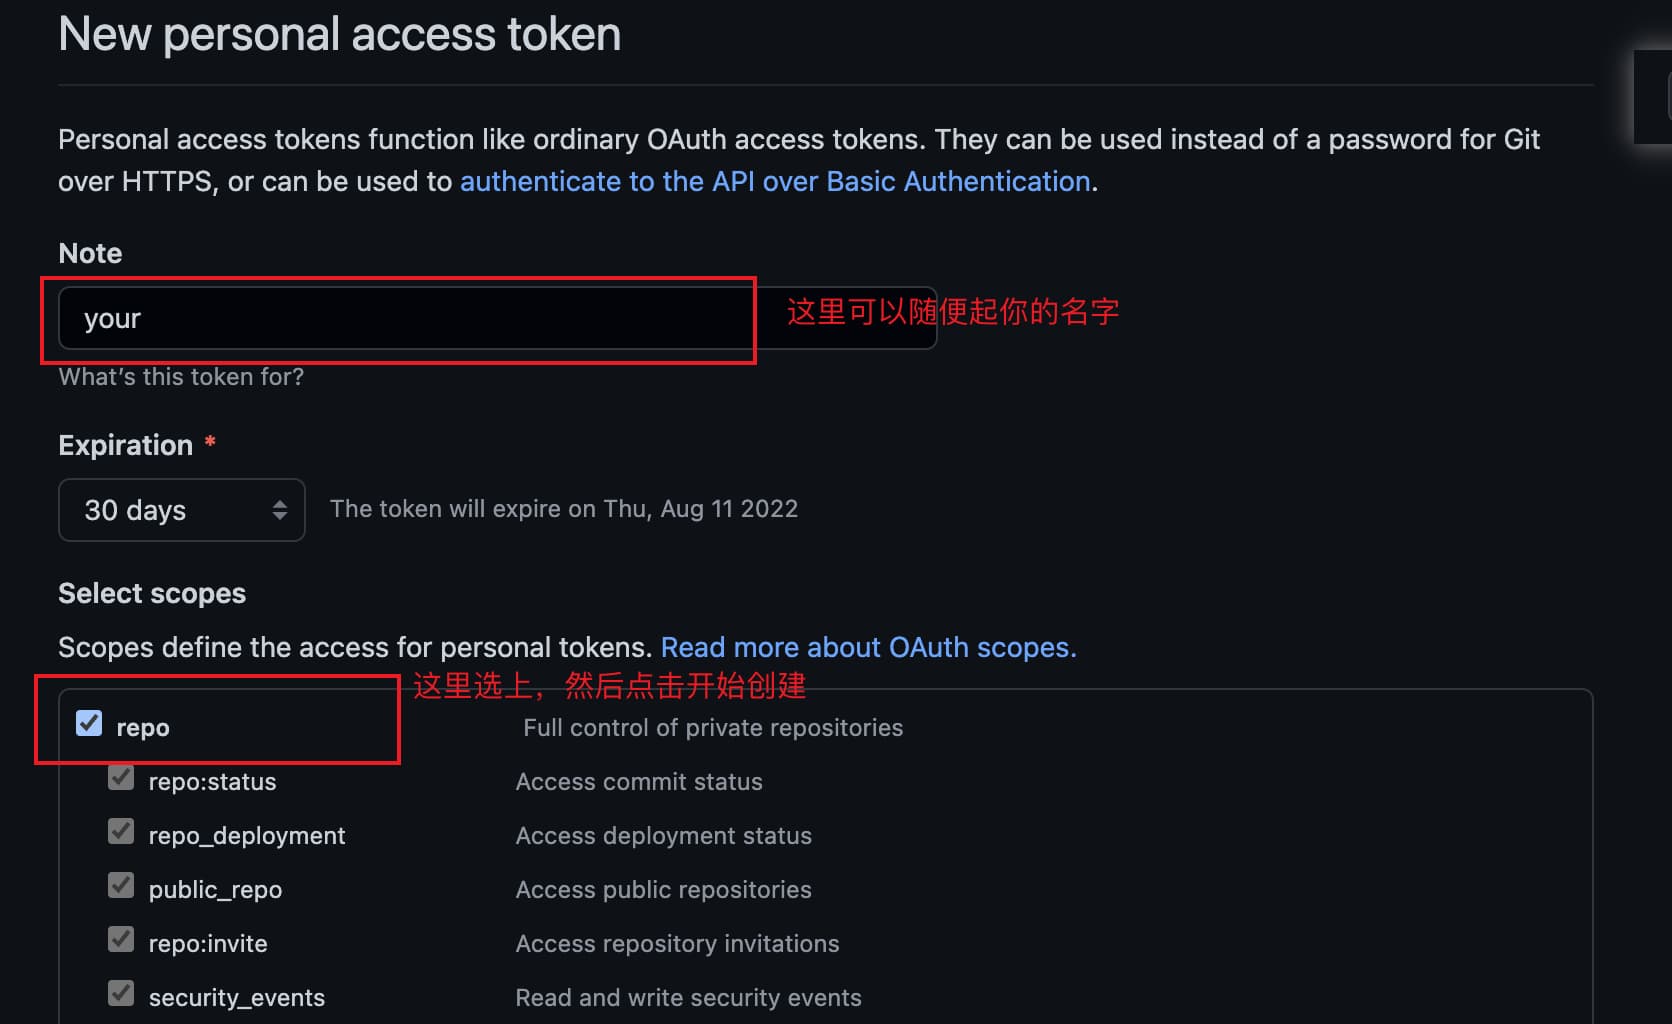 New personal access token
Personal access tokens function like ordinary OAuth access tokens. They can be used instead of a password for Git
over HTTPS, or can be used to authenticate to the API over Basic Authentication.
Note
your
这里可以随便起你的名字
What's this token for?
Expiration *
30 days
The token will expire on Thu, Aug 11 2022
Select scopes
Scopes define the access for personal tokens. Read more about OAuth scopes.
这里选上，然后点击开始创建
repo
Full control of private repositories
repo:status
Access commit status
repo_deployment
Access deployment status
public_repo
Access public repositories
repo:invite
Access repository invitations
security_events
Read and write security events